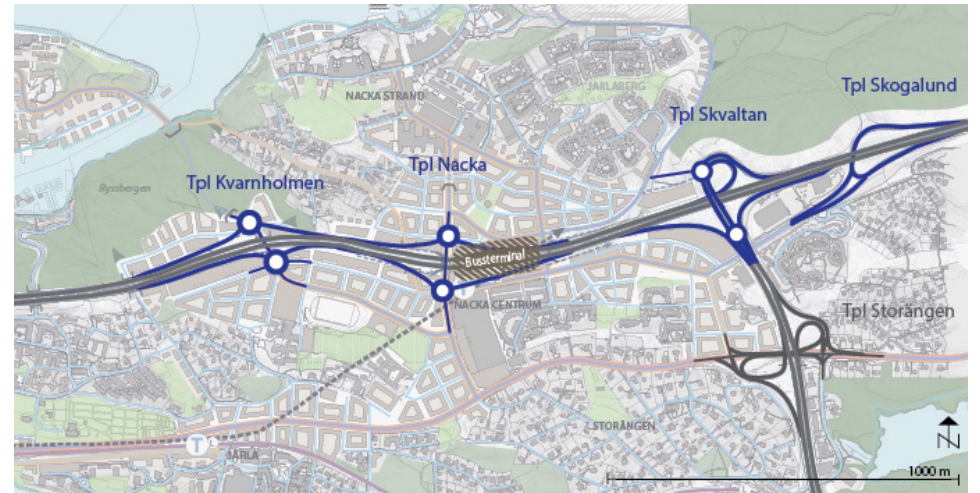 NACKA STRAND
JARLABERG
Tpl Skogalund
Tpl Skvaltan
Tpl Nacka
Tpl Kvarnholmen
Ryssbergen
Bussterminal
NACKA CENTRUM
Tpl Storängen
STORÄNGEN
T
JÄRLA
N
1000 m